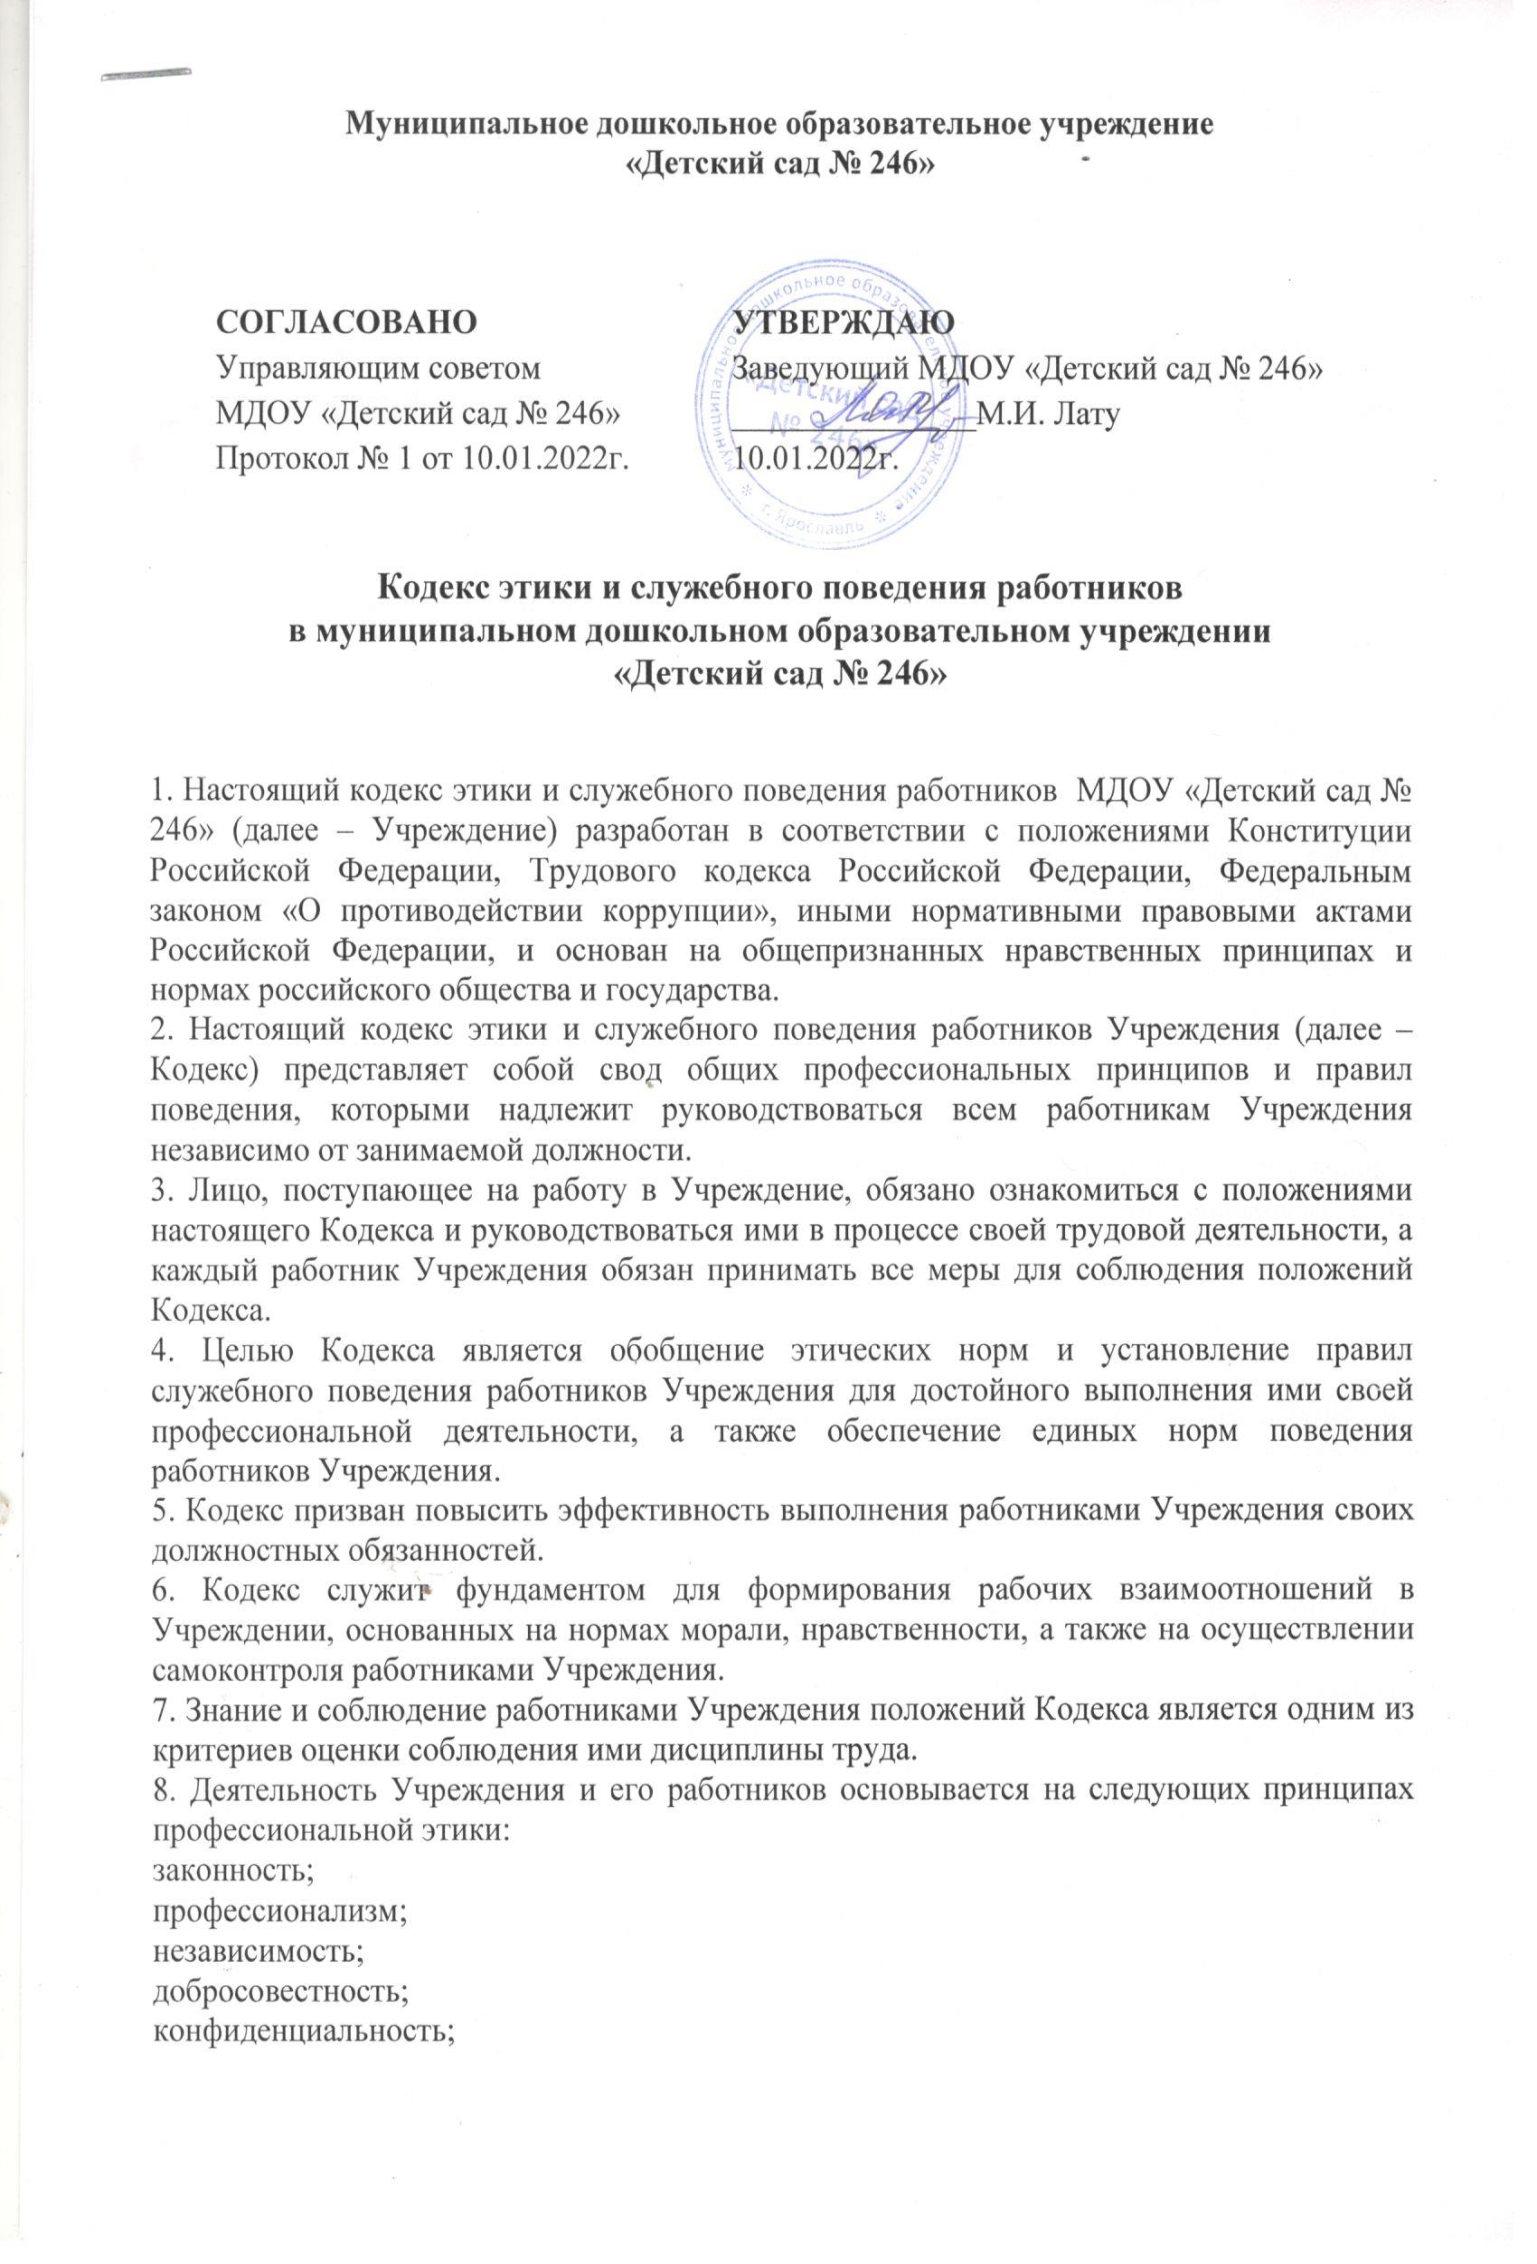 Муниципальное дошкольное образовательное учреждение
«Детский сад № 246»
СОГЛАСОВАНО
Управляющим советом
МДОУ «Детский сад № 246»
Протокол № 1 от 10.01.2022г.
УТВЕРЖДАЮ
Заведующий МДОУ «Детский сад № 246»
М.И. Лату
10.01.2022г.
Муниципальное дошкольное образовательное учреждение
г. Ярославль
«Детский сад
№ 246»
Кодекс этики и служебного поведения работников
в муниципальном дошкольном образовательном учреждении
«Детский сад № 246»
1. Настоящий кодекс этики и служебного поведения работников МДОУ «Детский сад №
246» (далее – Учреждение) разработан в соответствии с положениями Конституции
Российской Федерации, Трудового кодекса Российской Федерации, Федеральным
законом «О противодействии коррупции», иными нормативными правовыми актами
Российской Федерации, и основан на общепризнанных нравственных принципах и
нормах российского общества и государства.
2. Настоящий кодекс этики и служебного поведения работников Учреждения (далее –
Кодекс) представляет собой свод общих профессиональных принципов и правил
поведения, которыми надлежит руководствоваться всем работникам Учреждения
независимо от занимаемой должности.
3. Лицо, поступающее на работу в Учреждение, обязано ознакомиться с положениями
настоящего Кодекса и руководствоваться ими в процессе своей трудовой деятельности, а
каждый работник Учреждения обязан принимать все меры для соблюдения положений
Кодекса.
4. Целью Кодекса является обобщение этических норм и установление правил
служебного поведения работников Учреждения для достойного выполнения ими своей
профессиональной деятельности, а также обеспечение единых норм поведения
работников Учреждения.
5. Кодекс призван повысить эффективность выполнения работниками Учреждения своих
должностных обязанностей.
6. Кодекс служит фундаментом для формирования рабочих взаимоотношений в
Учреждении, основанных на нормах морали, нравственности, а также на осуществлении
самоконтроля работниками Учреждения.
7. Знание и соблюдение работниками Учреждения положений Кодекса является одним из
критериев оценки соблюдения ими дисциплины труда.
8. Деятельность Учреждения и его работников основывается на следующих принципах
профессиональной этики:
законность;
профессионализм;
независимость;
добросовестность;
конфиденциальность;